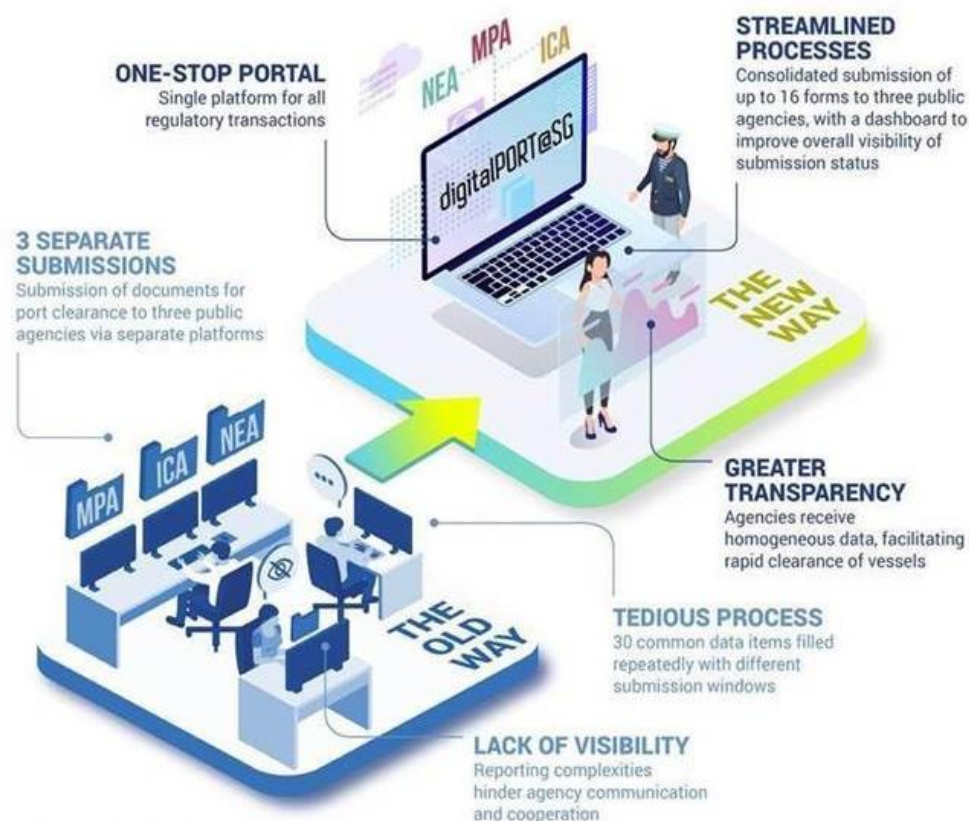 ONE-STOP PORTAL
Single platform for all
regulatory transactions
NEA
MPA
ICA
STREAMLINED
PROCESSES
Consolidated submission of
up to 16 forms to three public
agencies, with a dashboard to
improve overall visibility of
submission status
digitalPORT@SG
THE
NEW
WAY
3 SEPARATE
SUBMISSIONS
Submission of documents for
port clearance to three public
agencies via separate platforms
MPA
ICA
NEA
GREATER
TRANSPARENCY
Agencies receive
homogeneous data, facilitating
rapid clearance of vessels
THE
OLD
WAY
TEDIOUS PROCESS
30 common data items filled
repeatedly with different
submission windows
LACK OF VISIBILITY
Reporting complexities
hinder agency communication
and cooperation